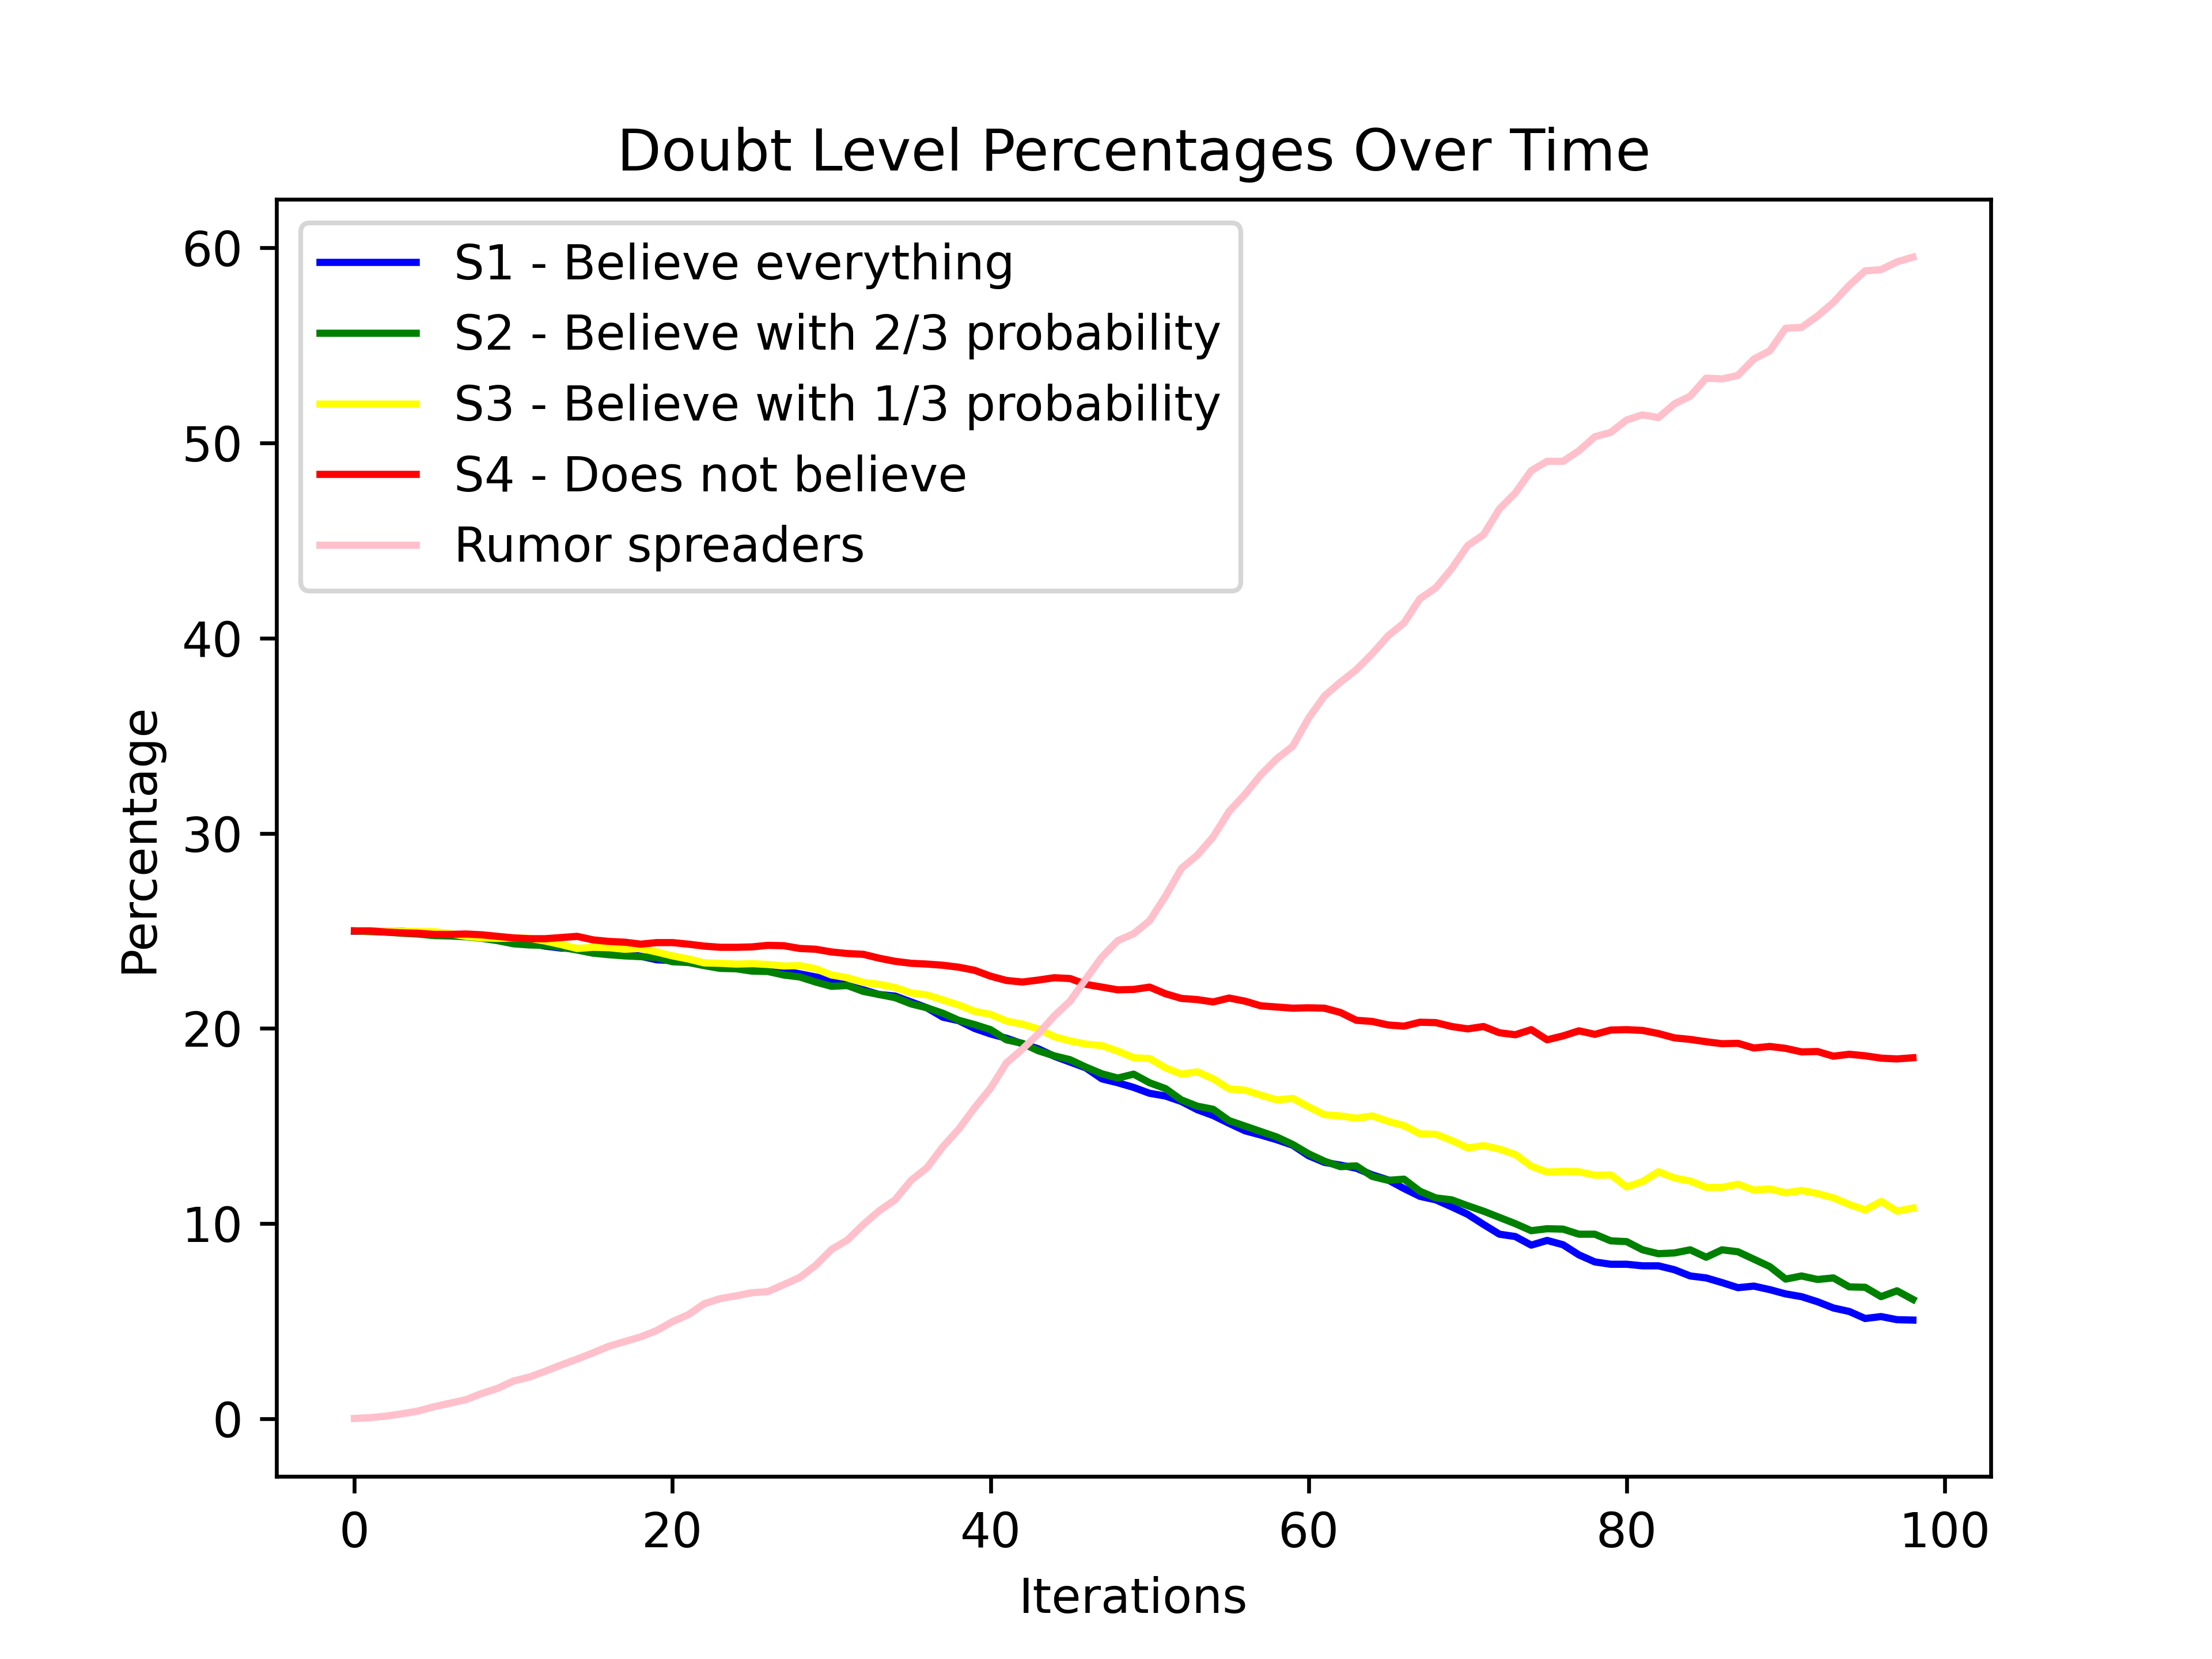 Doubt Level Percentages Over Time
60
50
40
30
20
10
0
Percentage
S1 - Believe everything
S2 - Believe with 2/3 probability
S3 - Believe with 1/3 probability
S4 - Does not believe
Rumor spreaders
0 20 40 60 80 100
Iterations